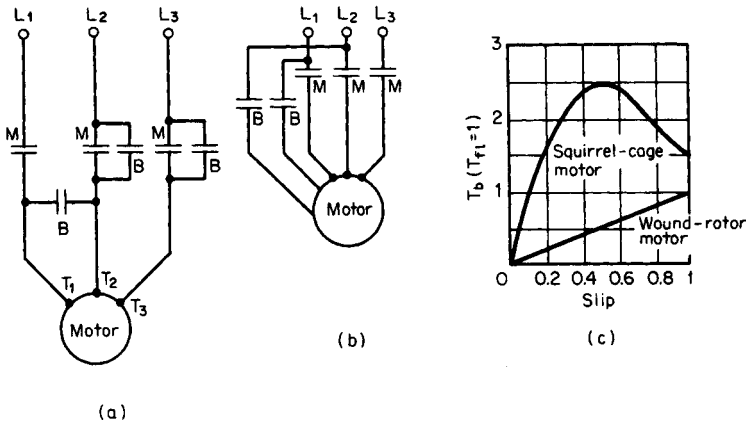 L1 L2 L3
M M B M B
B
T1 T2 T3
Motor
(a)
L1 L2 L3
B B M M M
Motor
(b)
3
2
1
0 0.2 0.4 0.6 0.8 1
Tb (Tfl=1)
Squirrel-cage
motor
Wound-rotor
motor
Slip
(c)